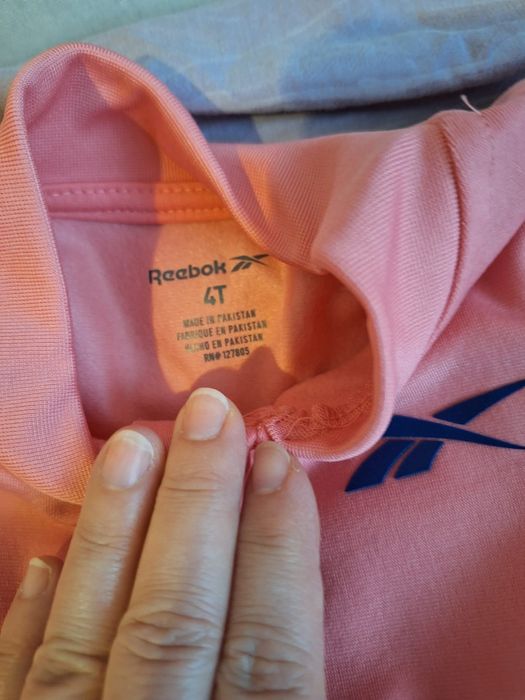 Reebok
4T
MADE IN PAKISTAN
FABRIQUE EN PAKISTAN
HECHO EN PAKISTAN
RN# 127805